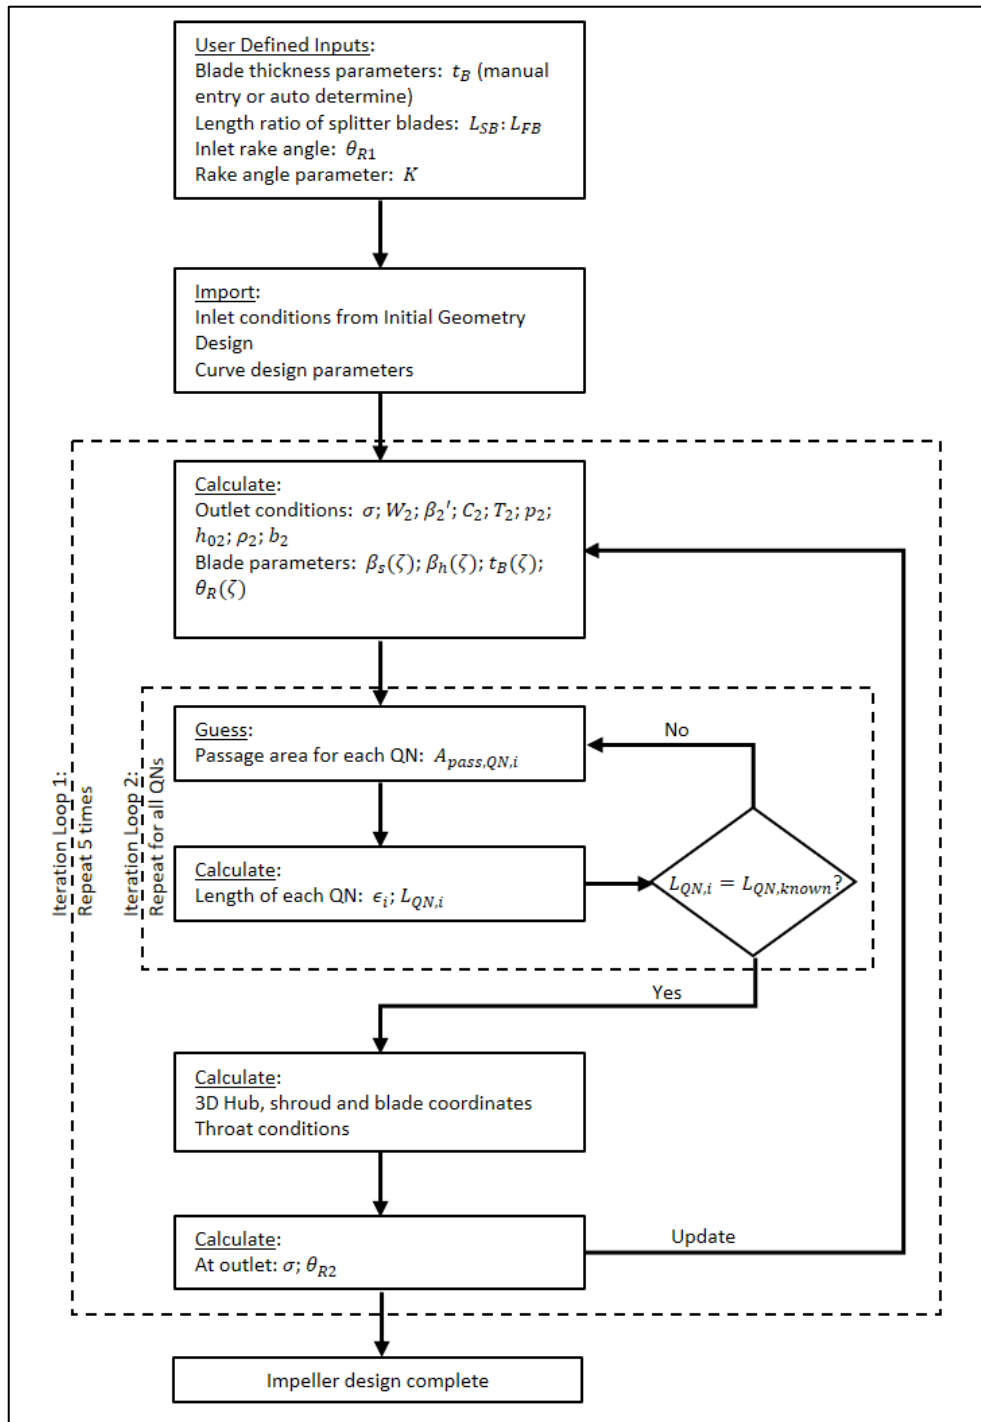 User Defined Inputs:
Blade thickness parameters: t_B (manual
entry or auto determine)
Length ratio of splitter blades: L_SB: L_FB
Inlet rake angle: θ_R1
Rake angle parameter: K
Import:
Inlet conditions from Initial Geometry
Design
Curve design parameters
Calculate:
Outlet conditions: σ; W_2; β_2'; C_2; T_2; p_2;
h_02; ρ_2; b_2
Blade parameters: β_s(ζ); β_h(ζ); t_B(ζ);
θ_R(ζ)
Iteration Loop 1:
Repeat 5 times
Iteration Loop 2:
Repeat for all QNs
Guess:
Passage area for each QN: A_pass,QN,i
No
Calculate:
Length of each QN: ϵ_i; L_QN,i
L_QN,i = L_QN,known?
Yes
Calculate:
3D Hub, shroud and blade coordinates
Throat conditions
Calculate:
At outlet: σ; θ_R2
Update
Impeller design complete